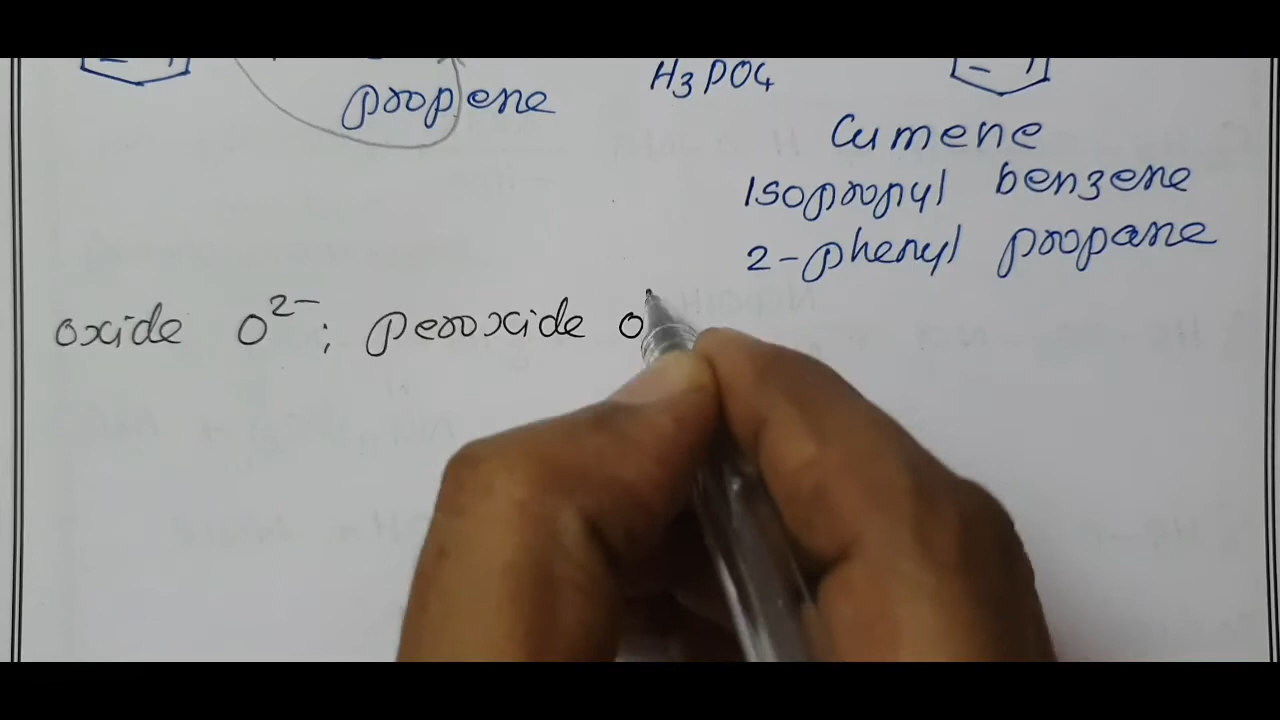 propene
H3PO4
Cumene
Isopropyl benzene
2-phenyl propane
oxide O²⁻; peroxide O